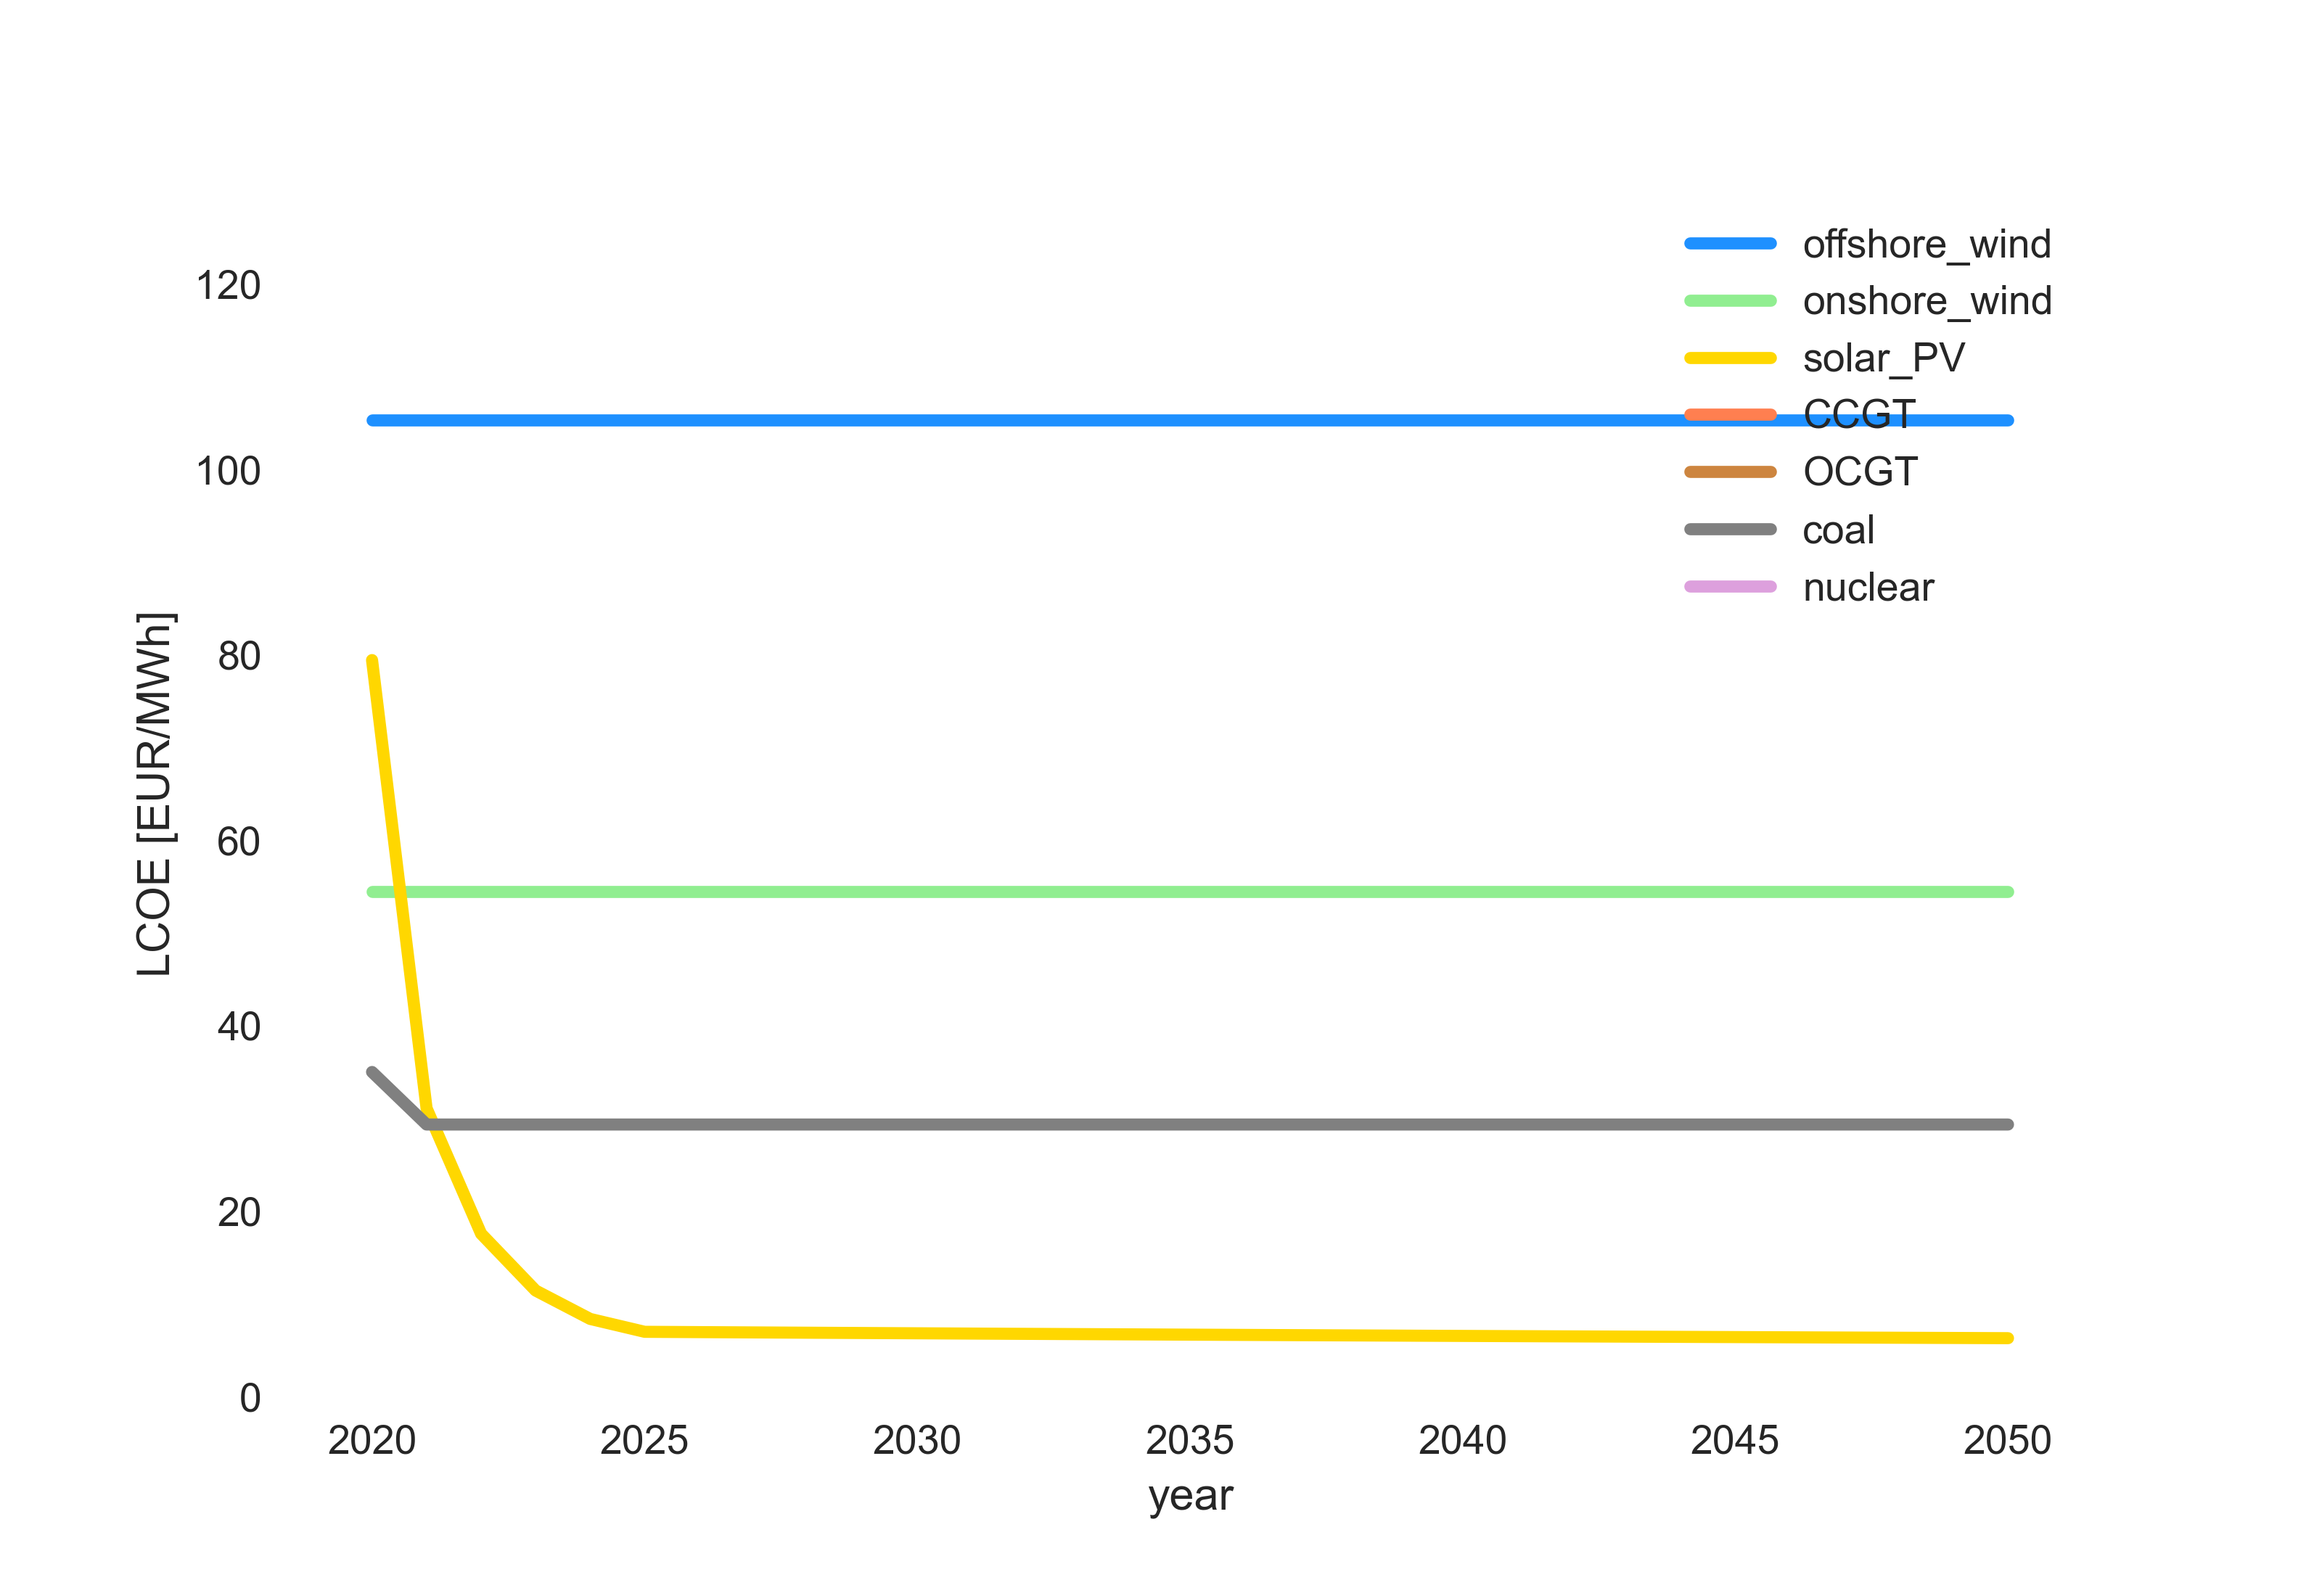 offshore_wind
onshore_wind
solar_PV
CCGT
OCGT
coal
nuclear
120
100
80
60
40
20
0
LCOE [EUR/MWh]
2020 2025 2030 2035 2040 2045 2050
year